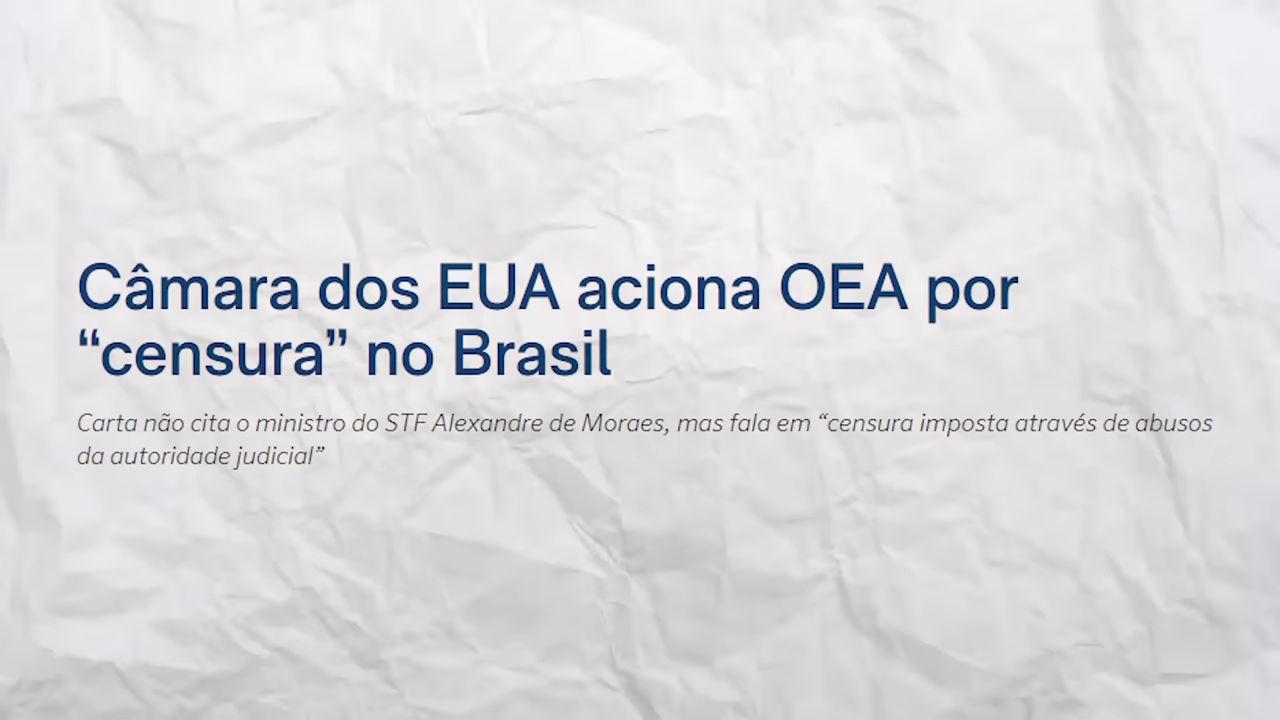 Câmara dos EUA aciona OEA por
“censura” no Brasil
Carta não cita o ministro do STF Alexandre de Moraes, mas fala em “censura imposta através de abusos
da autoridade judicial”